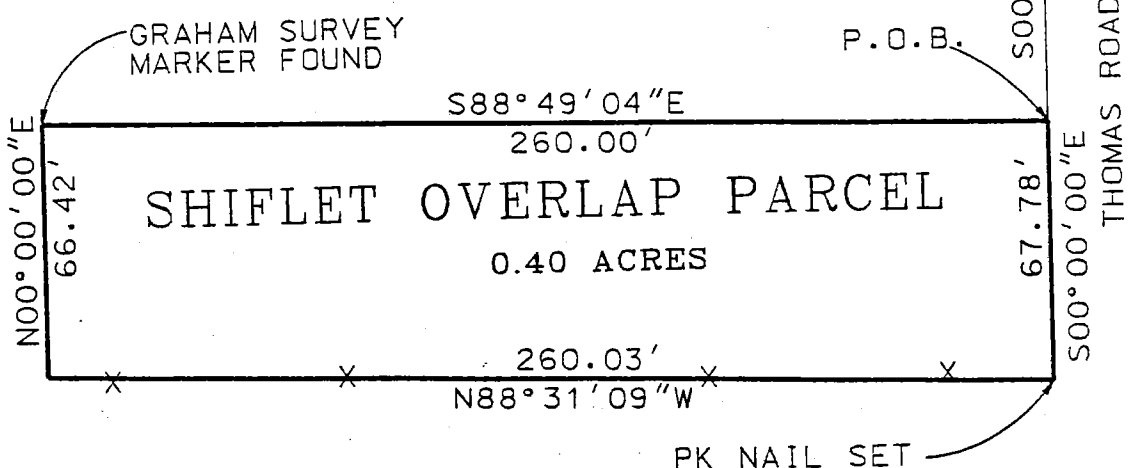 GRAHAM SURVEY
MARKER FOUND
P.O.B.
S00
THOMAS ROAD
S88°49'04"E
260.00'
N00°00'00"E
66.42'
SHIFLET OVERLAP PARCEL
0.40 ACRES
67.78'
S00°00'00"E
260.03'
N88°31'09"W
PK NAIL SET